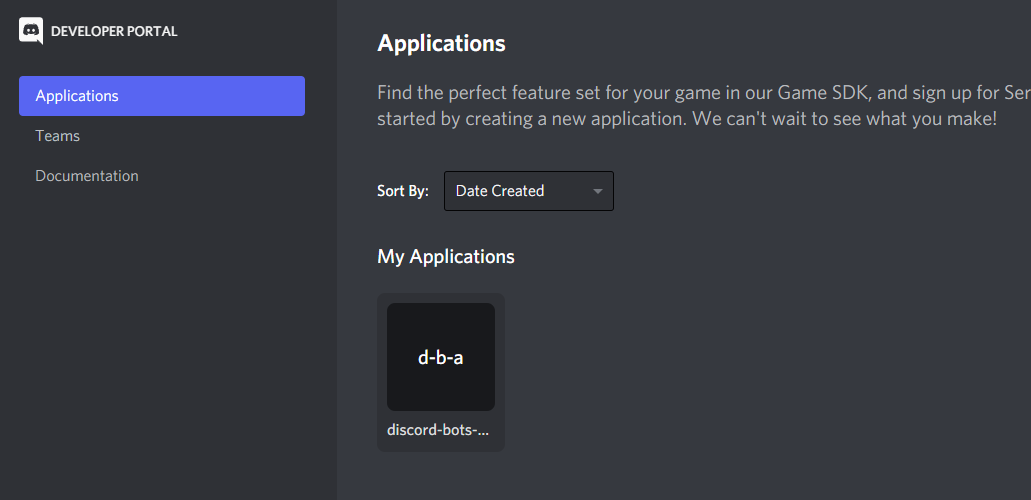 DEVELOPER PORTAL
Applications
Teams
Documentation
Applications
Find the perfect feature set for your game in our Game SDK, and sign up for Ser
started by creating a new application. We can't wait to see what you make!
Sort By:
Date Created
My Applications
d-b-a
discord-bots-...